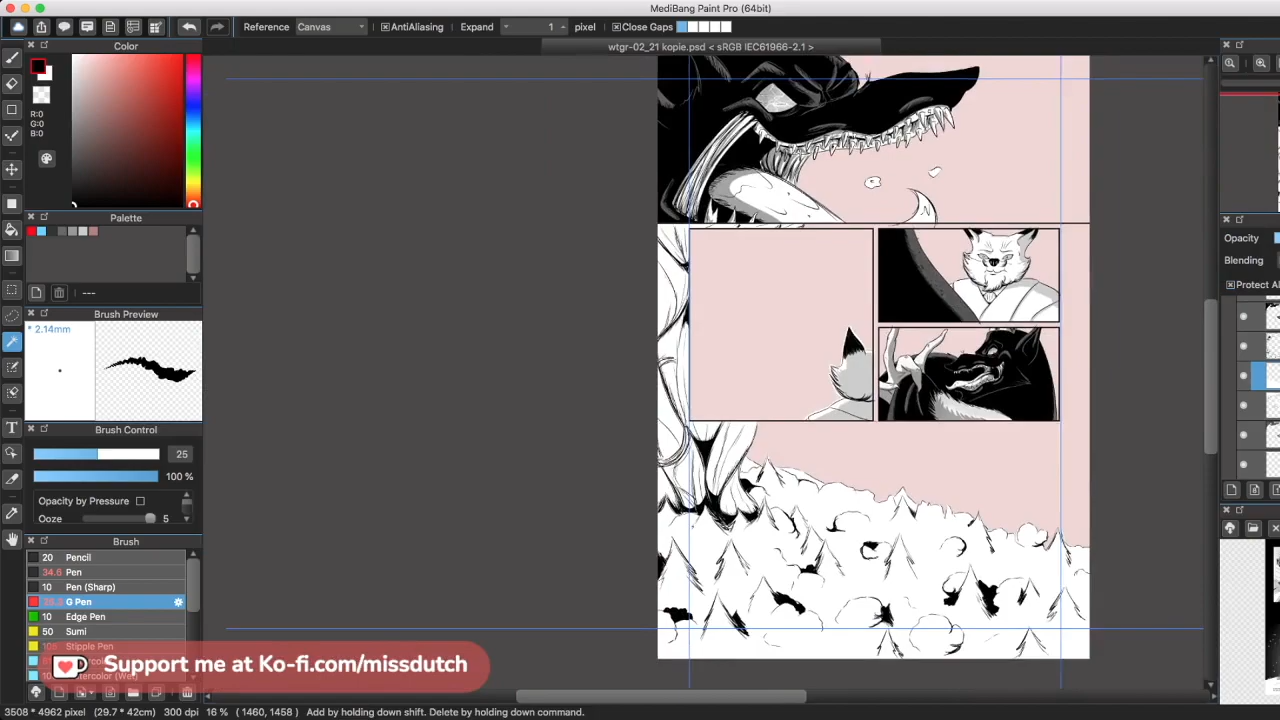 MediBang Paint Pro (64bit)
Reference Canvas AntiAliasing Expand 1 pixel Close Gaps
Color
wtgr-02_21 kopie.psd < sRGB IEC61966-2.1 >
R:0
G:0
B:0
Palette
---
Brush Preview
* 2.14mm
Brush Control
25
100 %
Opacity by Pressure
Ooze 5
Brush
20 Pencil
34.6 Pen
10 Pen (Sharp)
G Pen
10 Edge Pen
50 Sumi
Stipple Pen
Support me at Ko-fi.com/missdutch
3508 * 4962 pixel (29.7 * 42cm) 300 dpi 16 % ( 1460, 1458 ) Add by holding down shift. Delete by holding down command.
Opacity
Blending
Protect Al